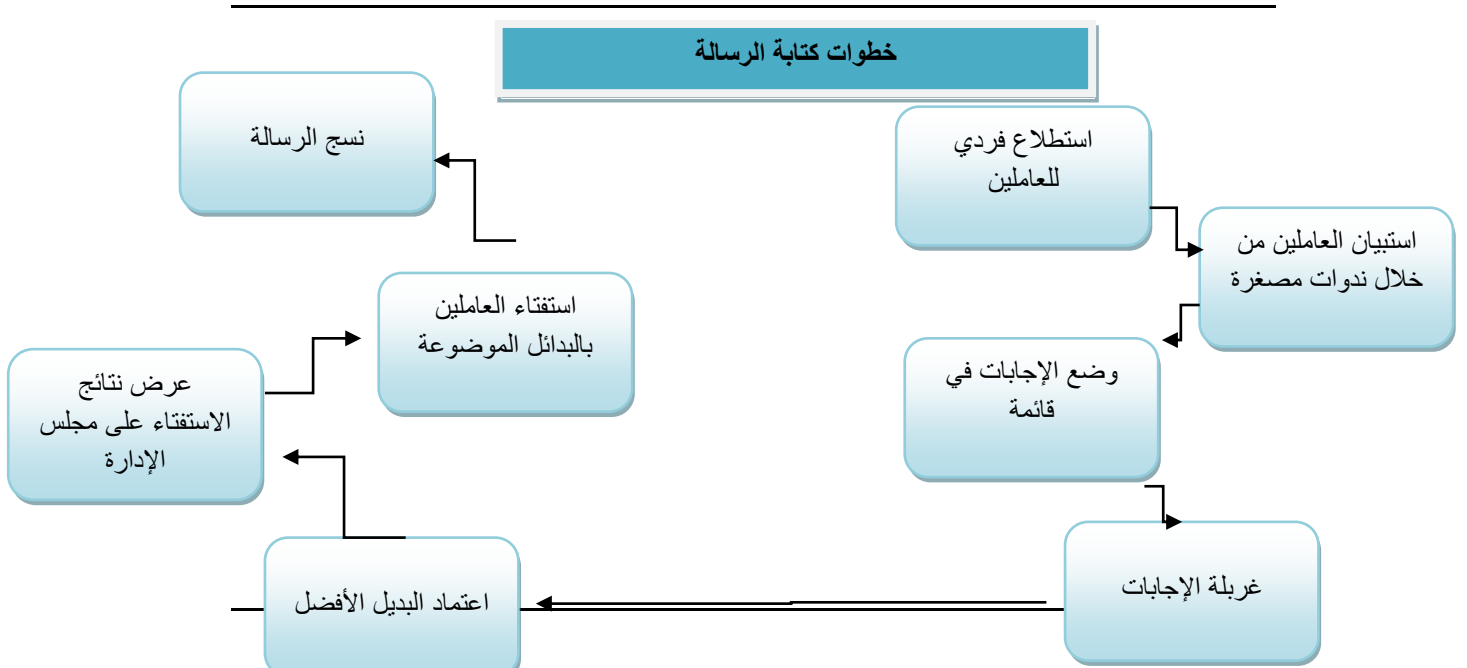 خطوات كتابة الرسالة
استطلاع فردي
للعاملين
استبيان العاملين من
خلال ندوات مصغرة
وضع الإجابات في
قائمة
غربلة الإجابات
اعتماد البديل الأفضل
عرض نتائج
الاستفتاء على مجلس
الإدارة
استفتاء العاملين
بالبدائل الموضوعة
نسج الرسالة